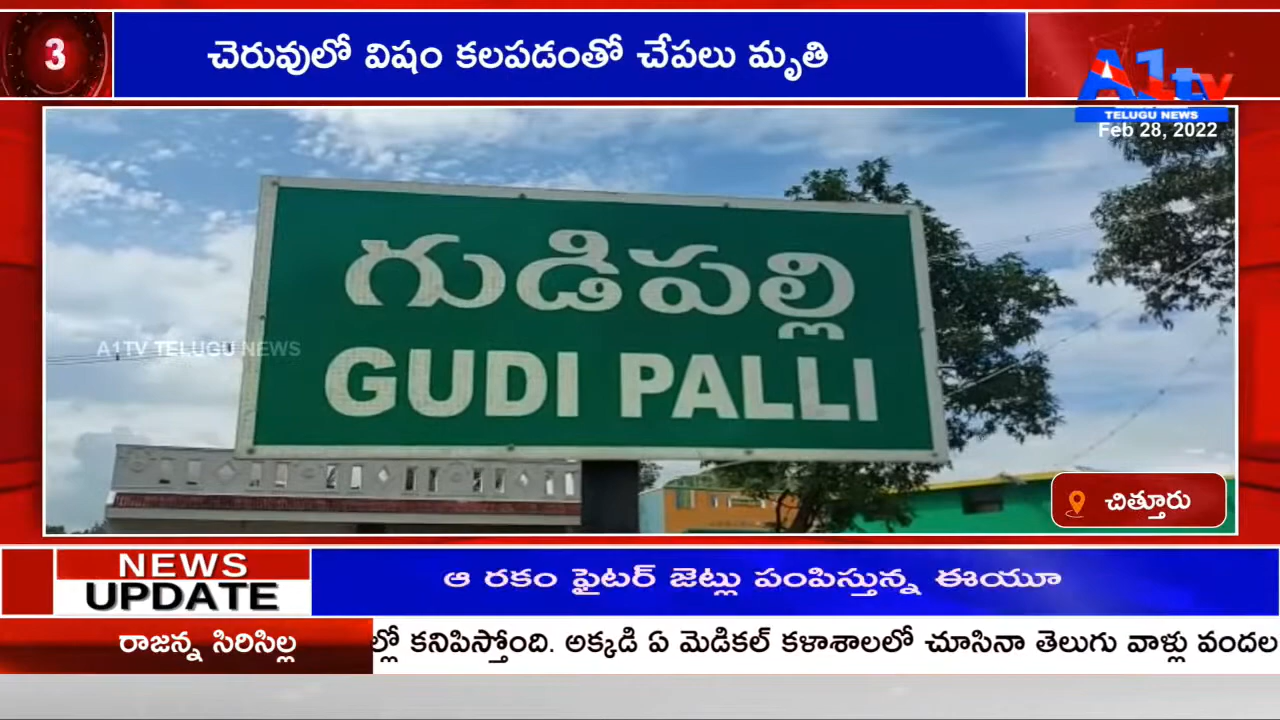 3
చెరువులో విషం కలపడంతో చేపలు మృతి
A1tv
TELUGU NEWS
Feb 28, 2022
గుడిపల్లి
GUDI PALLI
A1TV TELUGU NEWS
చిత్తూరు
NEWS
UPDATE
ఆ రకం ఫైటర్ జెట్లు పంపిస్తున్న ఈయూ
రాజన్న సిరిసిల్ల
ల్లో కనిపిస్తోంది. అక్కడి ఏ మెడికల్ కళాశాలలో చూసినా తెలుగు వాళ్లు వందల